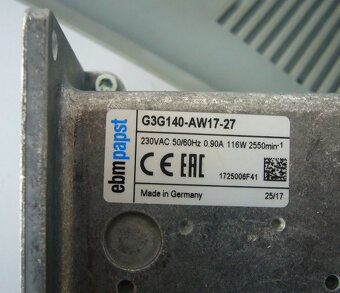 ebmpapst
G3G140-AW17-27
230VAC 50/60Hz 0.90A 116W 2550min-1
CE EAC
1725006F41
Made in Germany 25/17